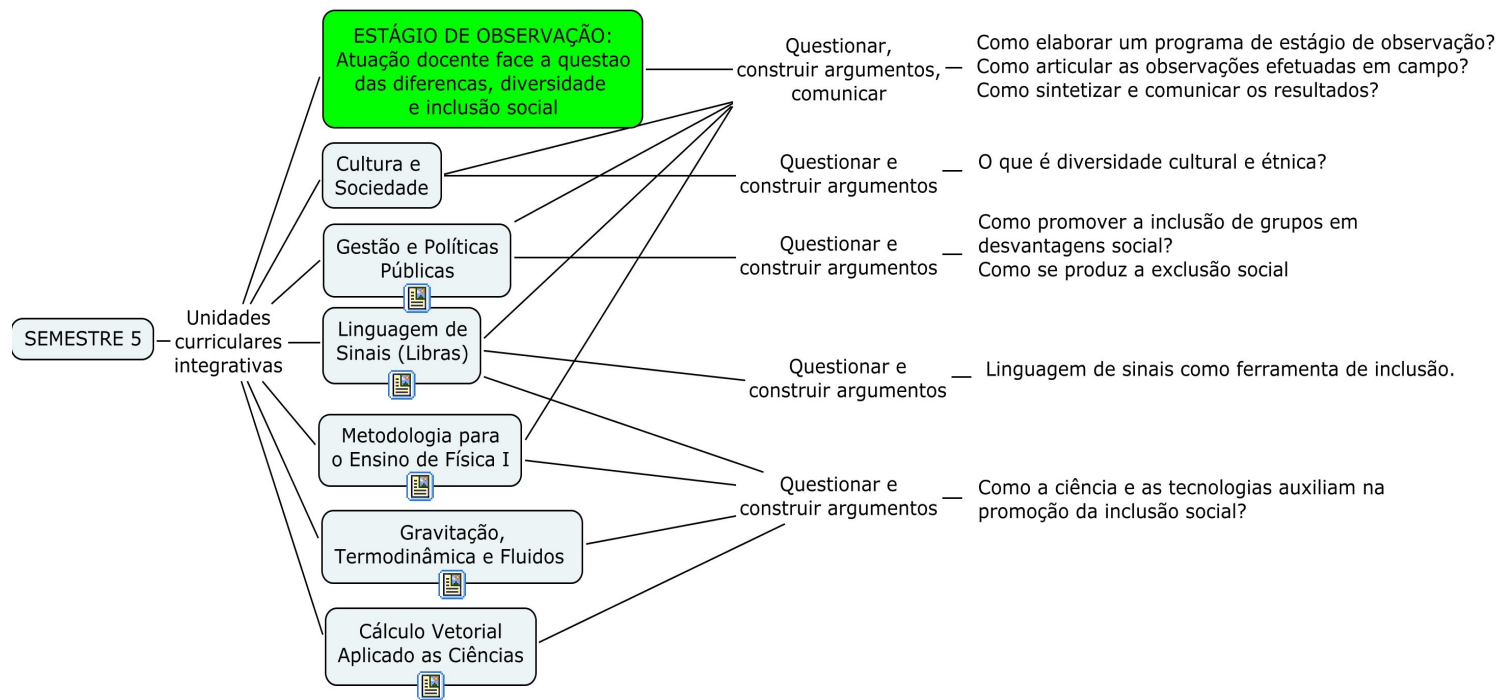 SEMESTRE 5
Unidades
curriculares
integrativas
ESTÁGIO DE OBSERVAÇÃO:
Atuação docente face a questao
das diferencas, diversidade
e inclusão social
Questionar,
construir argumentos,
comunicar
Como elaborar um programa de estágio de observação?
Como articular as observações efetuadas em campo?
Como sintetizar e comunicar os resultados?
Cultura e
Sociedade
Questionar e
construir argumentos
O que é diversidade cultural e étnica?
Gestão e Políticas
Públicas
Questionar e
construir argumentos
Como promover a inclusão de grupos em
desvantagens social?
Como se produz a exclusão social
Linguagem de
Sinais (Libras)
Questionar e
construir argumentos
Linguagem de sinais como ferramenta de inclusão.
Metodologia para
o Ensino de Física I
Questionar e
construir argumentos
Como a ciência e as tecnologias auxiliam na
promoção da inclusão social?
Gravitação,
Termodinâmica e Fluidos
Cálculo Vetorial
Aplicado as Ciências